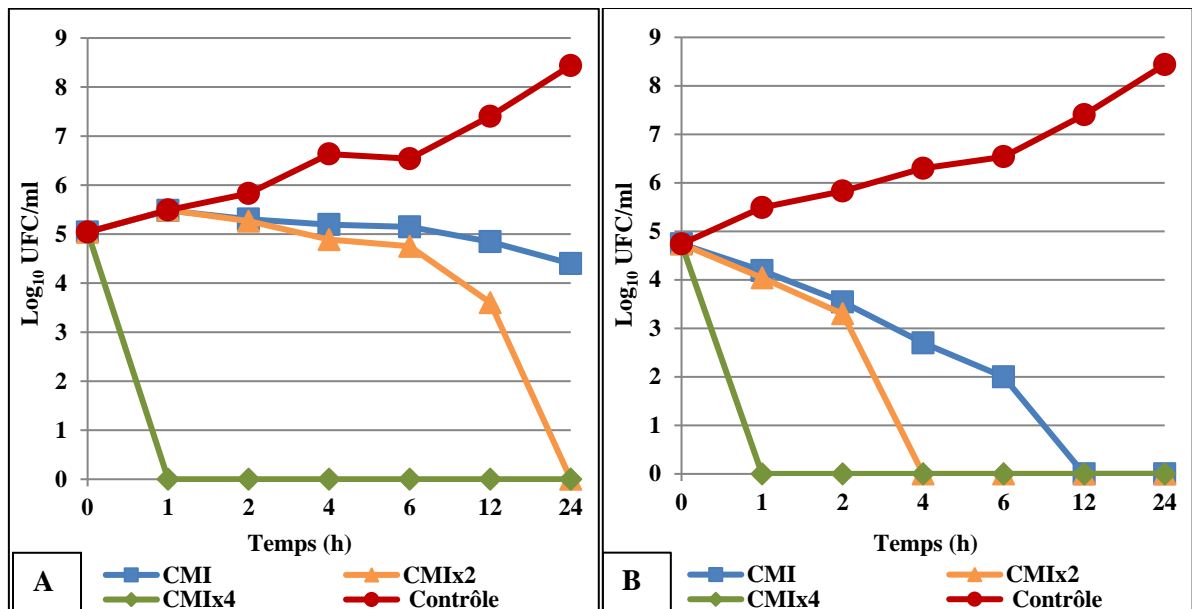 9
8
7
6
5
4
3
2
1
0
Log₁₀ UFC/ml
0 1 2 4 6 12 24
Temps (h)
A
CMI CMIx2
CMIx4 Contrôle
9
8
7
6
5
4
3
2
1
0
Log₁₀ UFC/ml
0 1 2 4 6 12 24
Temps (h)
B
CMI CMIx2
CMIx4 Contrôle